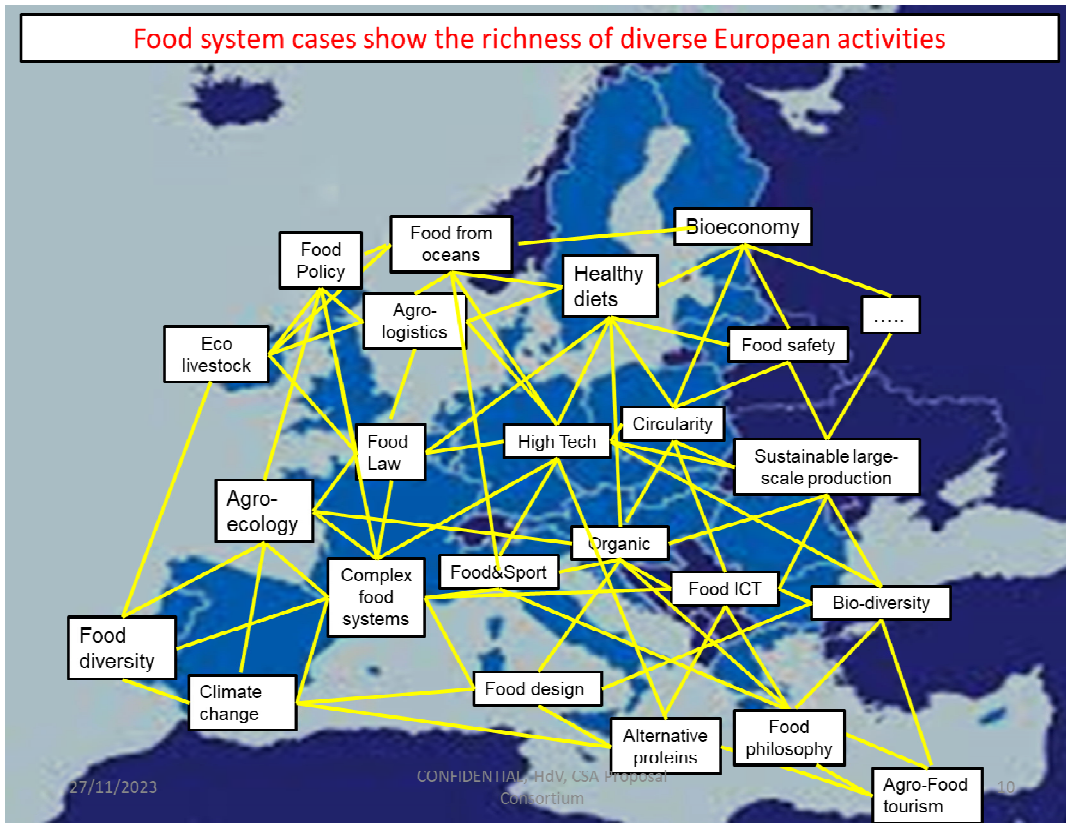 Food system cases show the richness of diverse European activities
Food from
oceans
Bioeconomy
Food
Policy
Healthy
diets
Agro-
logistics
…..
Eco
livestock
Food safety
Food
Law
High Tech
Circularity
Sustainable large-
scale production
Agro-
ecology
Organic
Complex
food
systems
Food&Sport
Food ICT
Bio-diversity
Food
diversity
Climate
change
Food design
Alternative
proteins
Food
philosophy
Agro-Food
tourism
27/11/2023
CONFIDENTIAL, HdV, CSA Proposal
Consortium
10